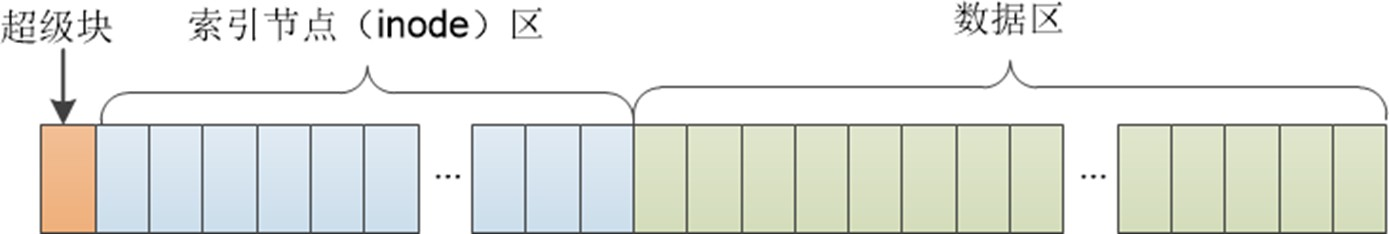 超级块
索引节点（inode）区
数据区
...
...